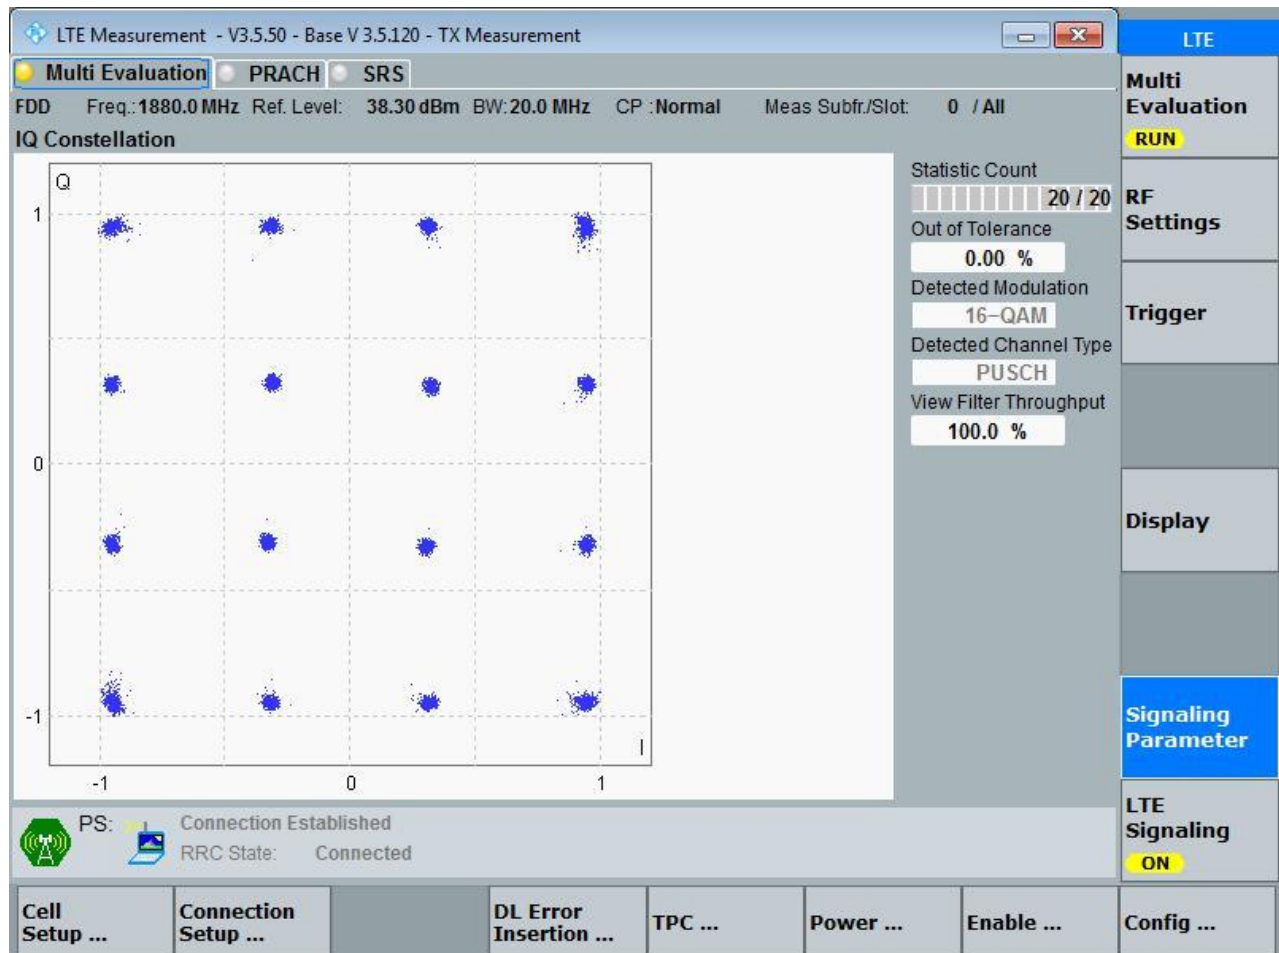 LTE Measurement - V3.5.50 - Base V 3.5.120 - TX Measurement
LTE
Multi Evaluation PRACH SRS
FDD Freq.:1880.0 MHz Ref. Level: 38.30 dBm BW:20.0 MHz CP :Normal Meas Subfr./Slot: 0 / All
IQ Constellation
Q
1
0
-1
I
-1 0 1
Statistic Count
20 / 20
Out of Tolerance
0.00 %
Detected Modulation
16-QAM
Detected Channel Type
PUSCH
View Filter Throughput
100.0 %
Multi
Evaluation
RUN
RF
Settings
Trigger
Display
Signaling
Parameter
LTE
Signaling
ON
PS: Connection Established
RRC State: Connected
Cell
Setup ...
Connection
Setup ...
DL Error
Insertion ...
TPC ...
Power ...
Enable ...
Config ...